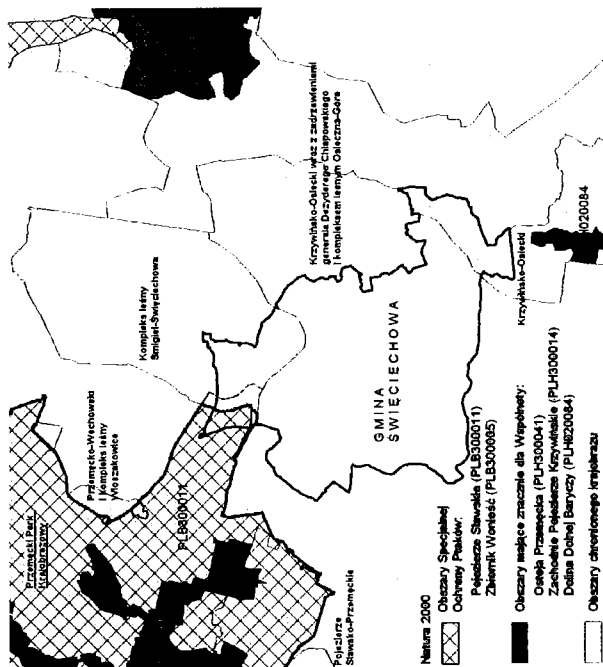 Przemęcki Park
Krajobrazowy
Przemęcko-Wschowski
i kompleks leśny
Włoszakowice
Kompleks leśny
Śmigiel-Święciechowa
Krzywińsko-Osiecki wraz z zadrzewieniami
generała Dezyderego Chłapowskiego
i kompleksem leśnym Osieczna-Góra
PLB300011
GMINA
ŚWIĘCIECHOWA
Pojezierze
Sławsko-Przemęckie
Krzywińsko-Osiecki
H020084
Natura 2000
Obszary Specjalnej
Ochrony Ptaków:
Pojezierze Sławskie (PLB300011)
Zbiornik Wonieść (PLB300005)
Obszary mające znacznie dla Wspólnoty:
Ostoja Przemęcka (PLH300041)
Zachodnie Pojezierze Krzywińskie (PLH300014)
Dolina Dolnej Baryczy (PLH020084)
Obszary chronionego krajobrazu